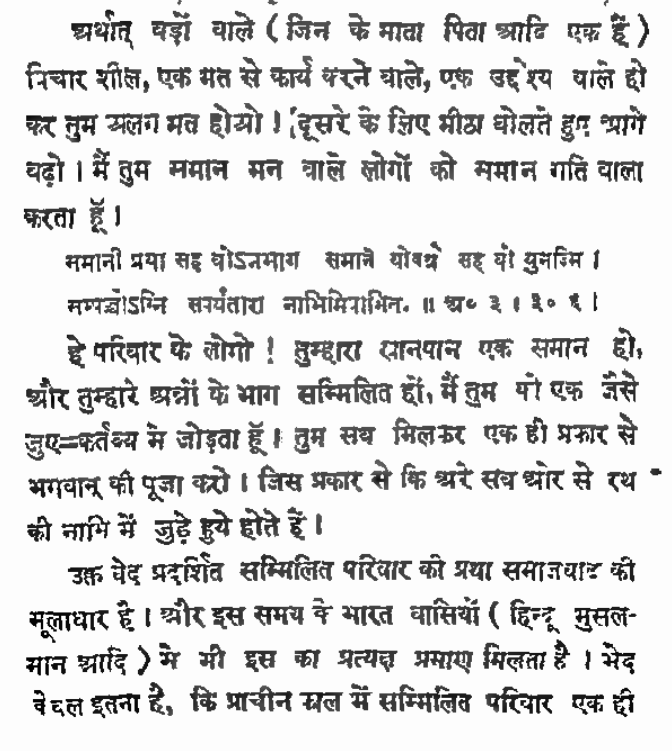 अर्थात् वड़ों वाले ( जिन के माता पिता आदि एक हैं )
विचार शील, एक मत से कार्य करने वाले, एक उद्देश्य वाले हो
कर तुम अलग मत होओ । दूसरे के लिए मीठा बोलते हुए आगे
बढ़ो । मैं तुम समान मन वाले लोगों को समान गति वाला
करता हूँ ।
समानी प्रपा सह वोऽन्नभाग समाने योक्त्रे सह वो युनज्मि ।
सम्यञ्चोऽग्नि सपर्यतारा नाभिमिवाभित. ॥ अ० ३ । ३० ६ ।
हे परिवार के लोगो ! तुम्हारा खानपान एक समान हो,
और तुम्हारे अन्नों के भाग सम्मिलित हों, मैं तुम को एक जैसे
जुए=कर्तव्य मे जोड़ता हूँ । तुम सब मिलकर एक ही प्रकार से
भगवान् की पूजा करो । जिस प्रकार से कि अरे सब ओर से रथ
की नाभि में जुड़े हुये होते हैं ।
उक्त वेद प्रदर्शित सम्मिलित परिवार की प्रथा समाजवाद की
मूलाधार है । और इस समय के भारत वासियों ( हिन्दू मुसल-
मान आदि ) मे भी इस का प्रत्यक्ष प्रमाण मिलता है । भेद
केवल इतना है, कि प्राचीन काल में सम्मिलित परिवार एक ही